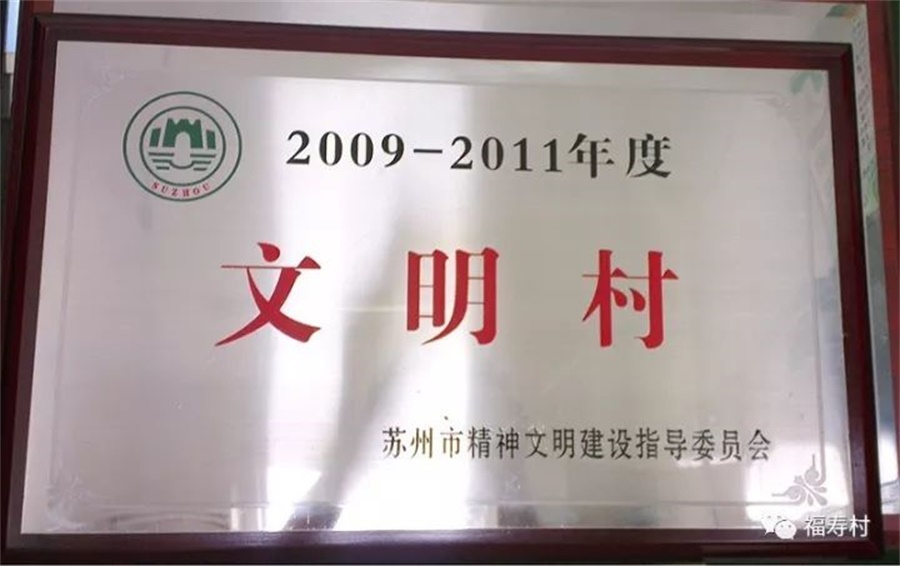 SUZHOU
2009-2011年度
文明村
苏州市精神文明建设指导委员会
福寿村